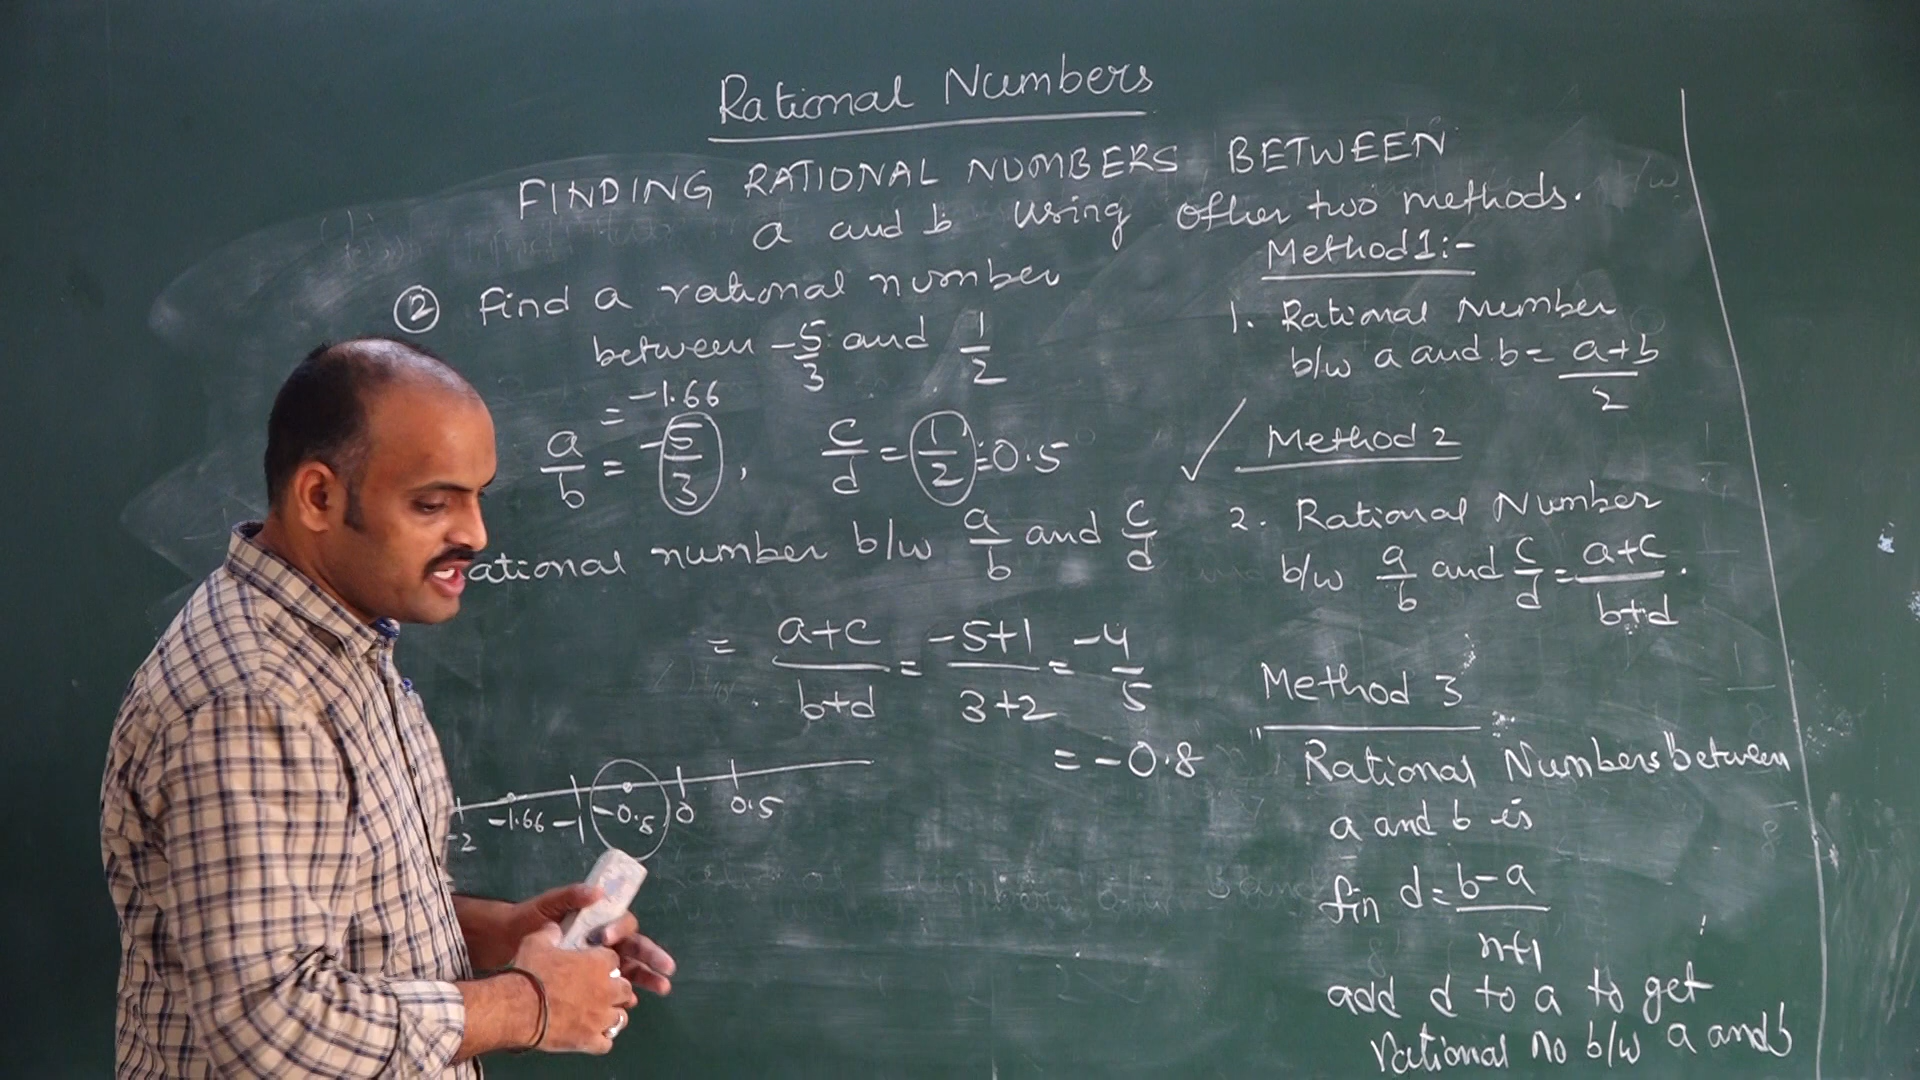 Rational Numbers
FINDING RATIONAL NUMBERS BETWEEN
a and b using other two methods.
② Find a rational number
between -5/3 and 1/2
= -1.66
a/b = -5/3, c/d = 1/2 = 0.5
ational number b/w a/b and c/d
= a+c/b+d = -5+1/3+2 = -4/5
= -0.8
-2 -1.66 -1 -0.8 0 0.5
Method 1:-
1. Rational Number
b/w a and b = a+b/2
✓ Method 2
2. Rational Number
b/w a/b and c/d = a+c/b+d.
Method 3
"Rational Numbers" between
a and b is
fin d = b-a/n+1
add d to a to get
rational no b/w a and b